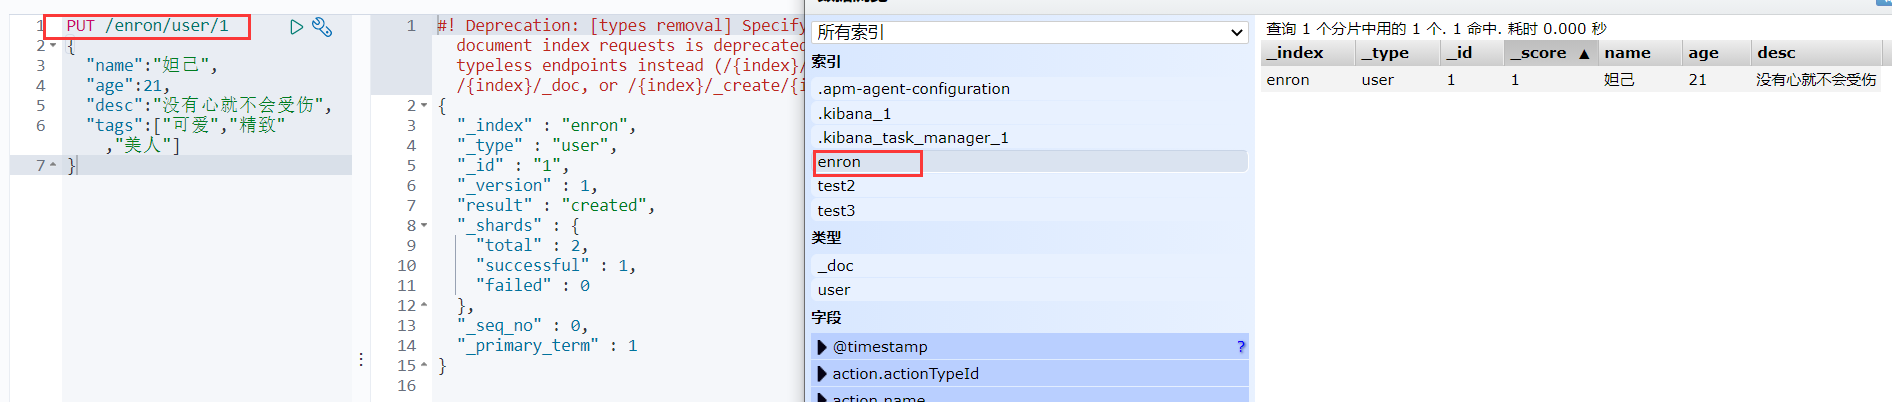 1 PUT /enron/user/1
2 {
3 "name":"妲己",
4 "age":21,
5 "desc":"没有心就不会受伤",
6 "tags":["可爱","精致"
,"美人"]
7 }
1 #! Deprecation: [types removal] Specify
document index requests is deprecated
typeless endpoints instead (/{index}/
/{index}/_doc, or /{index}/_create/{i
2 {
3 "_index" : "enron",
4 "_type" : "user",
5 "_id" : "1",
6 "_version" : 1,
7 "result" : "created",
8 "_shards" : {
9 "total" : 2,
10 "successful" : 1,
11 "failed" : 0
12 },
13 "_seq_no" : 0,
14 "_primary_term" : 1
15 }
16
所有索引
索引
.apm-agent-configuration
.kibana_1
.kibana_task_manager_1
enron
test2
test3
类型
_doc
user
字段
@timestamp ?
action.actionTypeId
action.name
查询 1 个分片中用的 1 个. 1 命中. 耗时 0.000 秒
_index _type _id _score ▲ name age desc
enron user 1 1 妲己 21 没有心就不会受伤